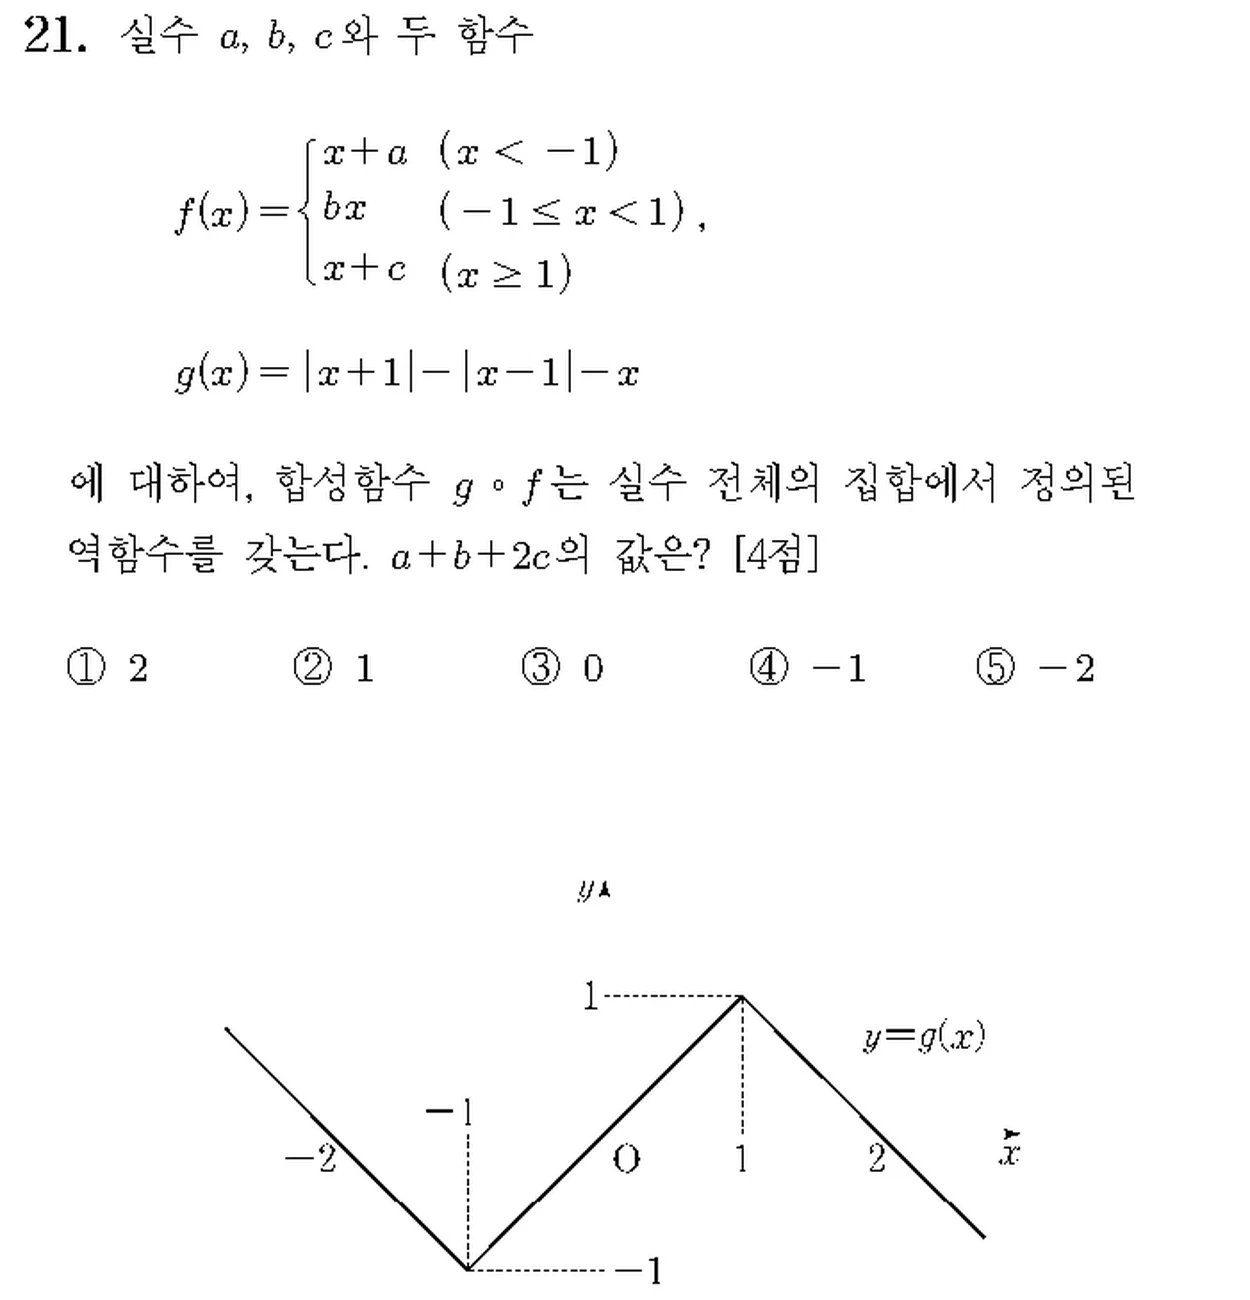 21. 실수 a, b, c와 두 함수
x+a (x < -1)
f(x)= bx (-1 ≤ x < 1),
x+c (x ≥ 1)
g(x)= |x+1|-|x-1|-x
에 대하여, 합성함수 g∘f는 실수 전체의 집합에서 정의된
역함수를 갖는다. a+b+2c의 값은? [4점]
① 2 ② 1 ③ 0 ④ -1 ⑤ -2
y
1
y=g(x)
-1
-2 O 1 2 x
-1